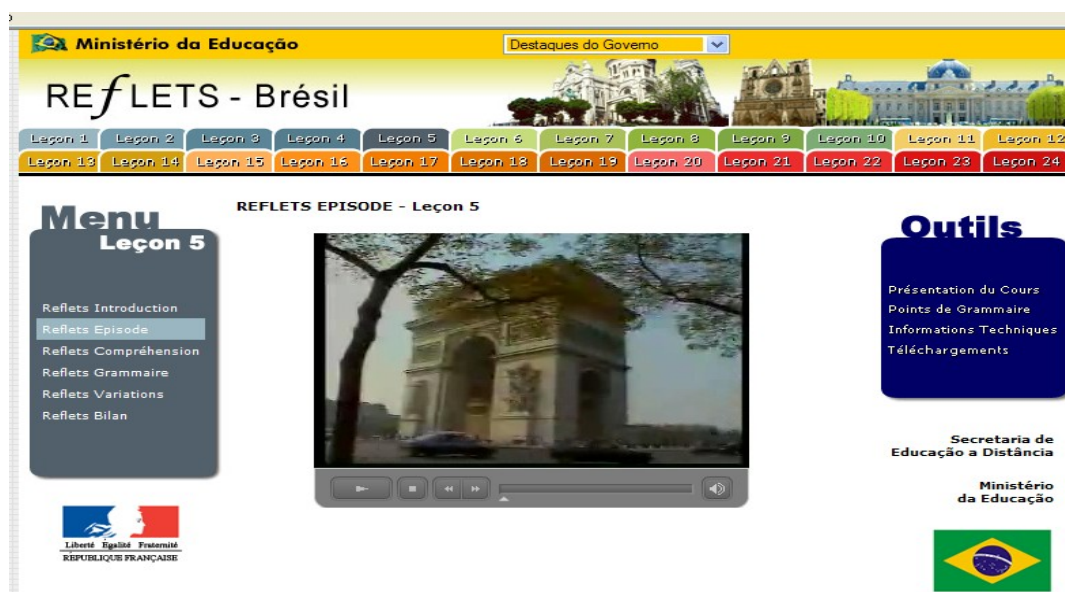 Ministério da Educação
Destaques do Governo
REfLETS - Brésil
Leçon 1 Leçon 2 Leçon 3 Leçon 4 Leçon 5 Leçon 6 Leçon 7 Leçon 8 Leçon 9 Leçon 10 Leçon 11 Leçon 12
Leçon 13 Leçon 14 Leçon 15 Leçon 16 Leçon 17 Leçon 18 Leçon 19 Leçon 20 Leçon 21 Leçon 22 Leçon 23 Leçon 24
REFLETS EPISODE - Leçon 5
Menu
Leçon 5
Reflets Introduction
Reflets Episode
Reflets Compréhension
Reflets Grammaire
Reflets Variations
Reflets Bilan
Outils
Présentation du Cours
Points de Grammaire
Informations Techniques
Téléchargements
Secretaria de
Educação a Distância
Ministério
da Educação
Liberté Égalité Fraternité
RÉPUBLIQUE FRANÇAISE